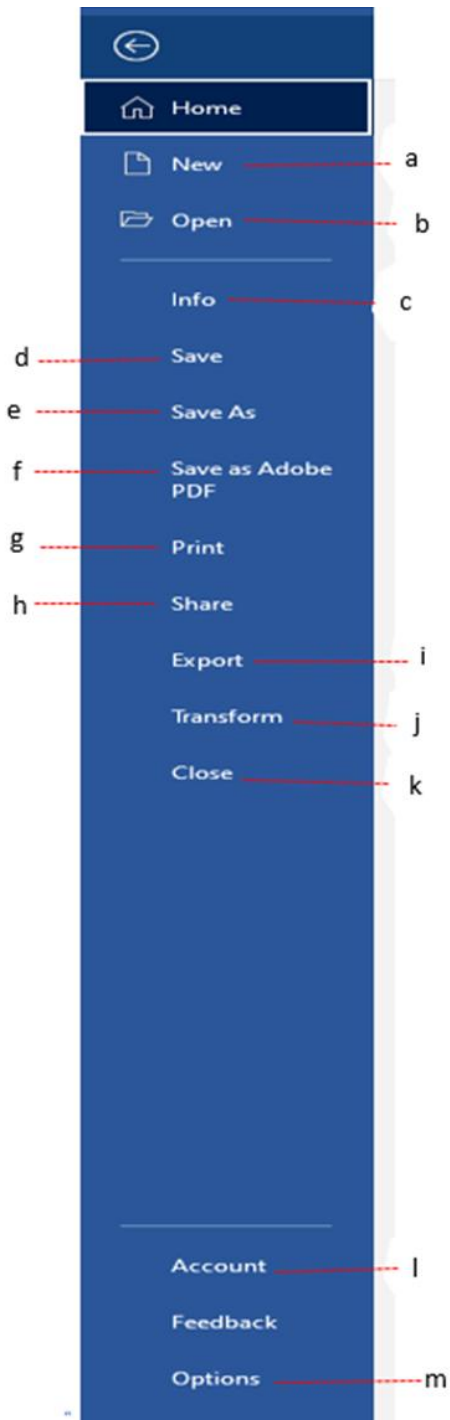 Home
New a
Open b
Info c
d Save
e Save As
f Save as Adobe
PDF
g Print
h Share
Export i
Transform j
Close k
Account l
Feedback
Options m